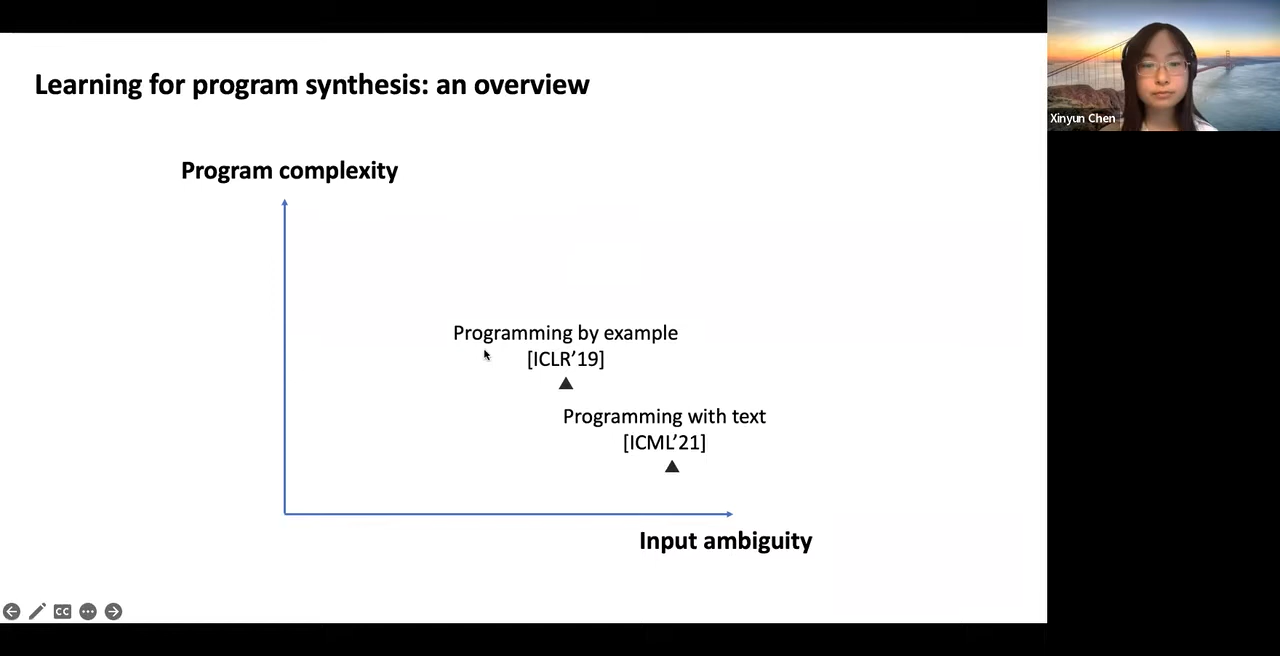 Learning for program synthesis: an overview
Xinyun Chen
Program complexity
Programming by example
[ICLR’19]
Programming with text
[ICML’21]
Input ambiguity
CC